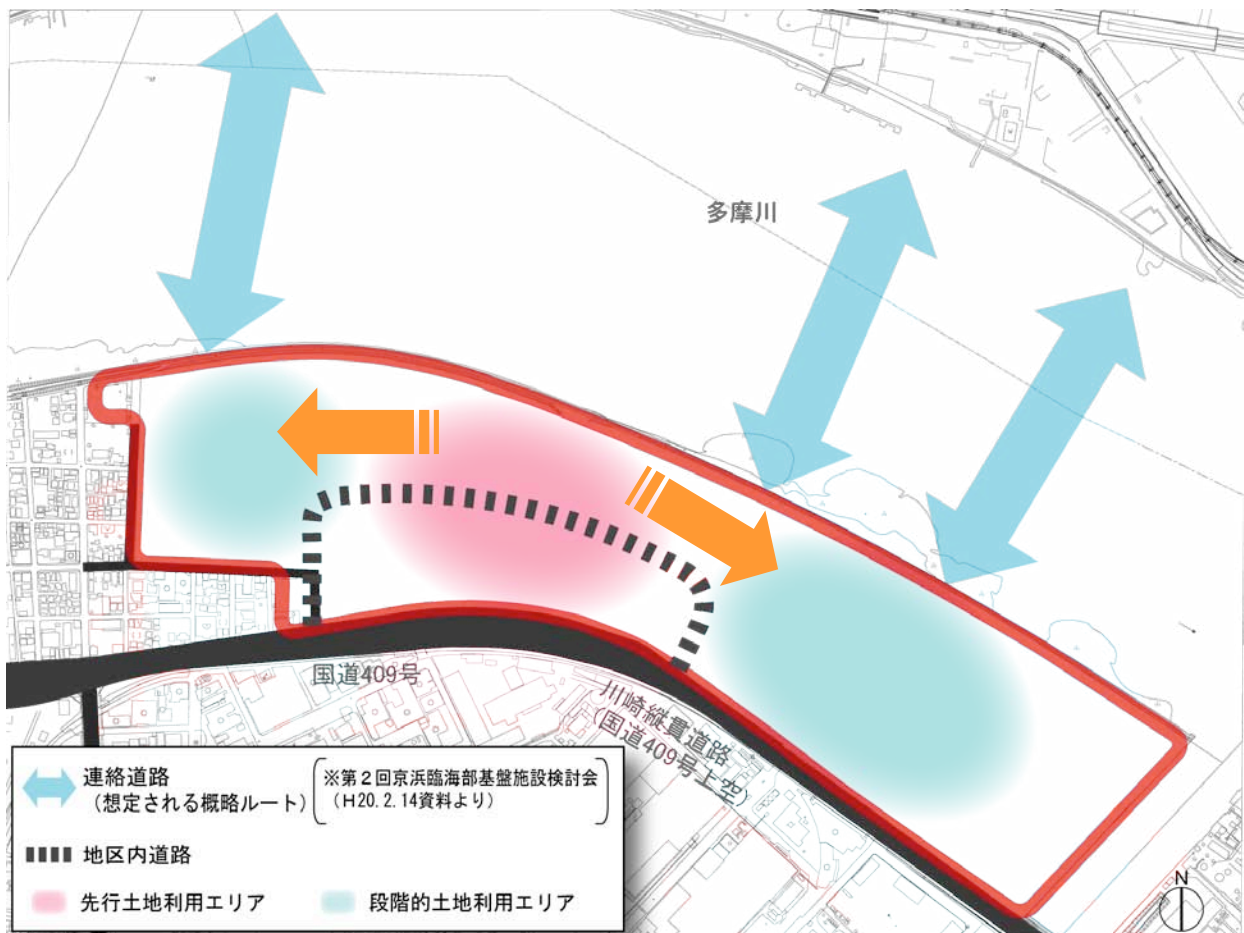 多摩川
国道409号
川崎縦貫道路
(国道409号上空)
連絡道路
(想定される概略ルート)
※第2回京浜臨海部基盤施設検討会
(H20.2.14資料より)
地区内道路
先行土地利用エリア
段階的土地利用エリア
N